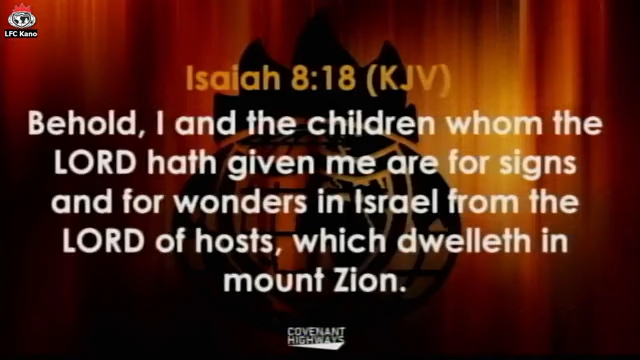 LFC Kano
Isaiah 8:18 (KJV)
Behold, I and the children whom the
LORD hath given me are for signs
and for wonders in Israel from the
LORD of hosts, which dwelleth in
mount Zion.
COVENANT
HIGHWAYS